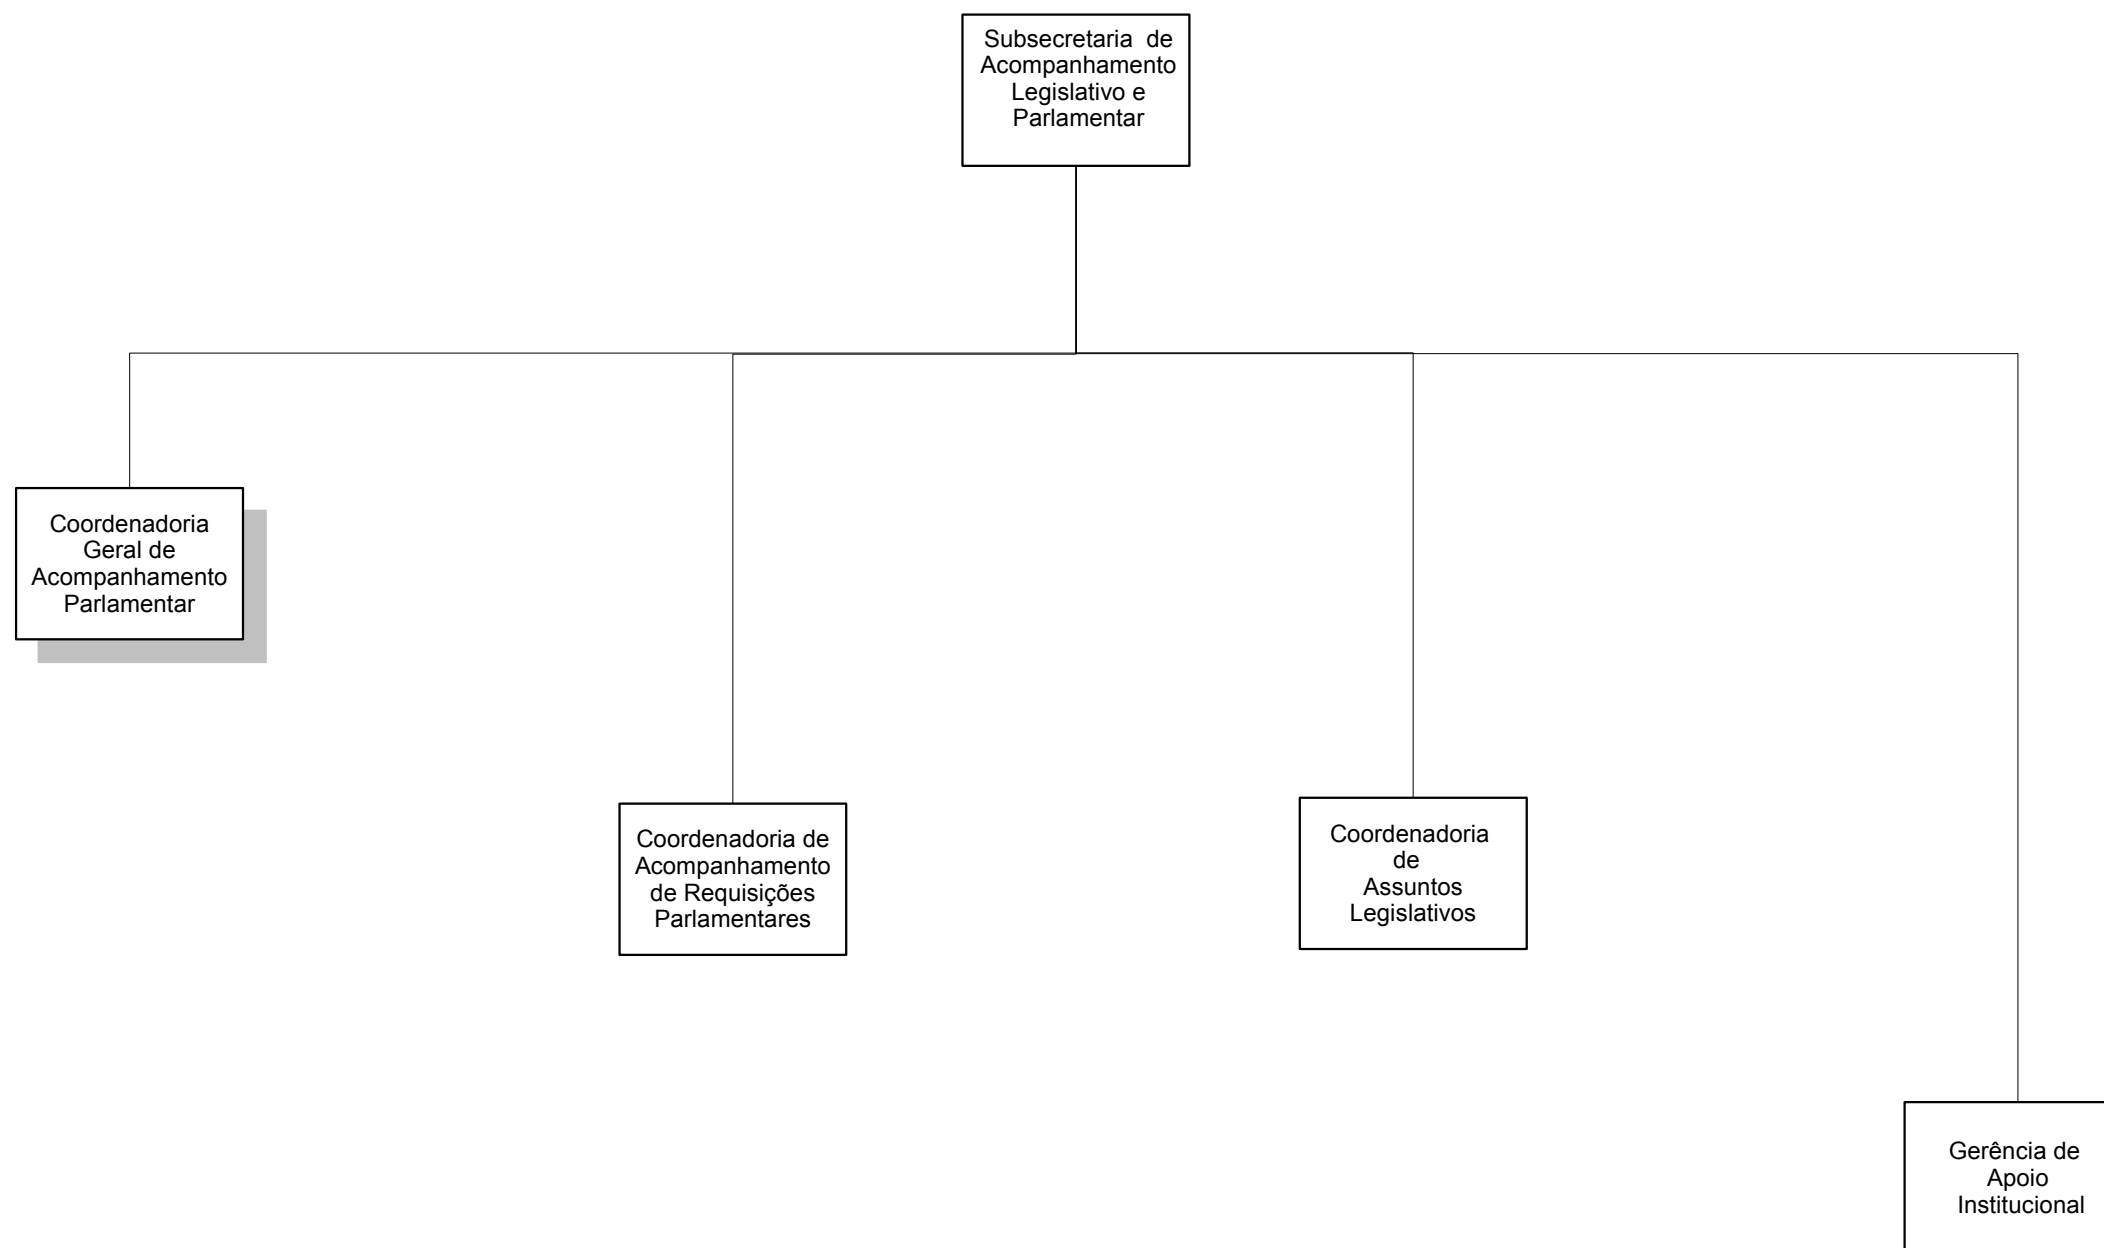 Subsecretaria de
Acompanhamento
Legislativo e
Parlamentar
Coordenadoria
Geral de
Acompanhamento
Parlamentar
Coordenadoria de
Acompanhamento
de Requisições
Parlamentares
Coordenadoria
de
Assuntos
Legislativos
Gerência de
Apoio
Institucional